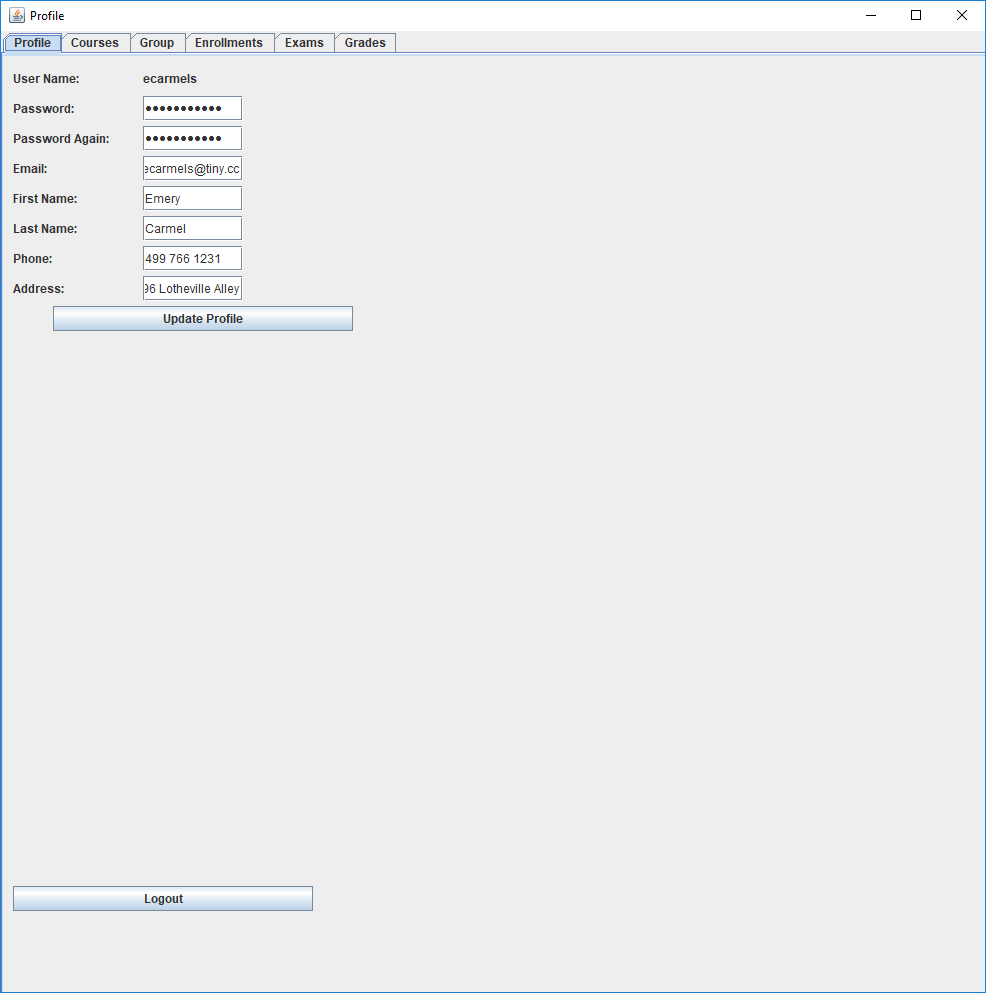 Profile
Profile Courses Group Enrollments Exams Grades
User Name: ecarmels
Password: •••••••••••
Password Again: •••••••••••
Email: ecarmels@tiny.cc
First Name: Emery
Last Name: Carmel
Phone: 499 766 1231
Address: 96 Lotheville Alley
Update Profile
Logout